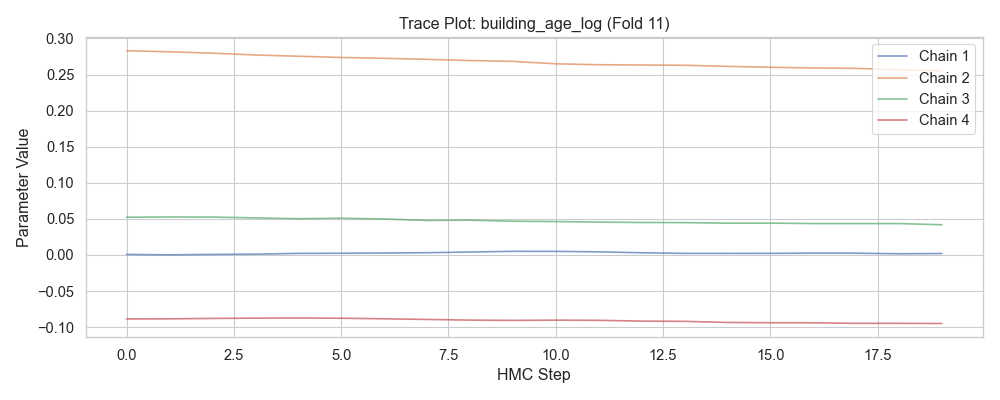 Trace Plot: building_age_log (Fold 11)
Parameter Value
0.30
0.25
0.20
0.15
0.10
0.05
0.00
−0.05
−0.10
Chain 1
Chain 2
Chain 3
Chain 4
0.0 2.5 5.0 7.5 10.0 12.5 15.0 17.5
HMC Step